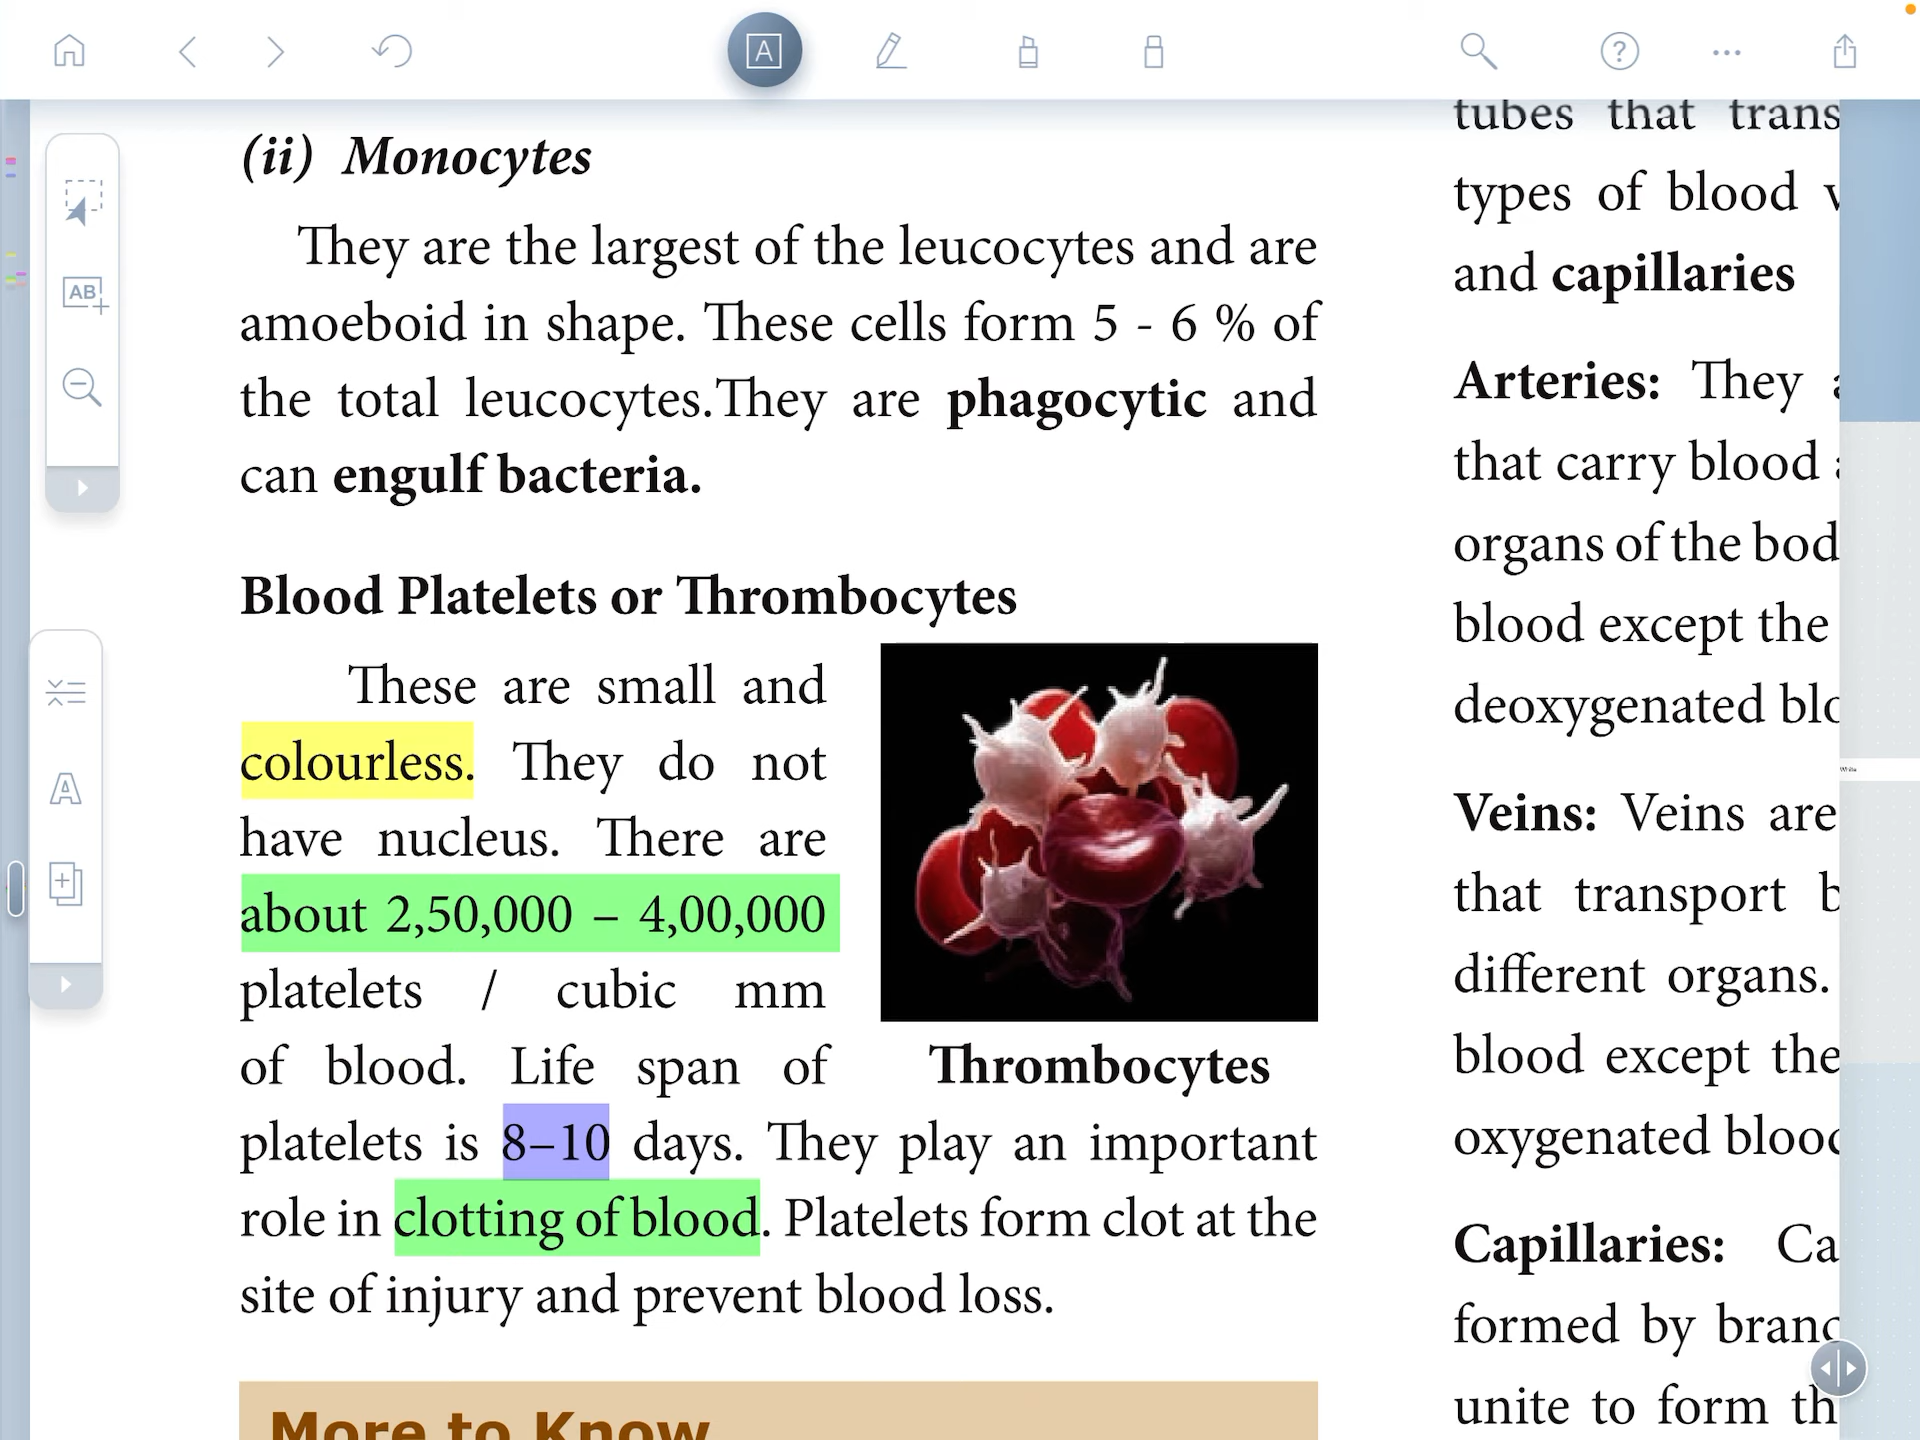 (ii) Monocytes
They are the largest of the leucocytes and are
amoeboid in shape. These cells form 5 - 6 % of
the total leucocytes.They are phagocytic and
can engulf bacteria.
Blood Platelets or Thrombocytes
These are small and
colourless. They do not
have nucleus. There are
about 2,50,000 – 4,00,000
platelets / cubic mm
of blood. Life span of
platelets is 8–10 days. They play an important
role in clotting of blood. Platelets form clot at the
site of injury and prevent blood loss.
Thrombocytes
More to Know
tubes that trans
types of blood
and capillaries
Arteries: They
that carry blood
organs of the bod
blood except the
deoxygenated blo
Veins: Veins are
that transport b
different organs.
blood except the
oxygenated blood
Capillaries: Ca
formed by branc
unite to form th
A
AB
A
White